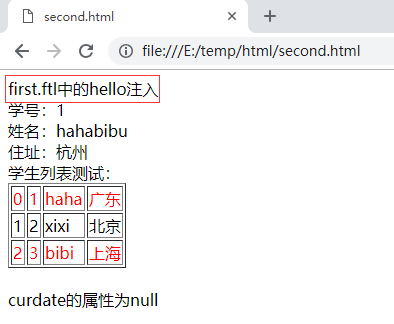 second.html
file:///E:/temp/html/second.html
first.ftl中的hello注入
学号：1
姓名：hahabibu
住址：杭州
学生列表测试：
0 1 haha 广东
1 2 xixi 北京
2 3 bibi 上海
curdate的属性为null